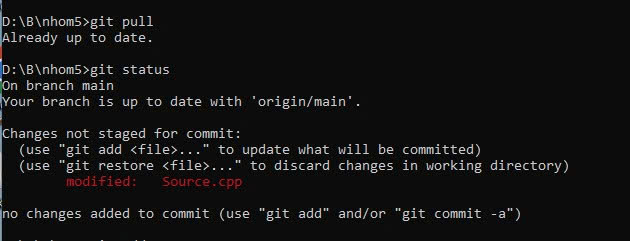 D:\B\nhom5>git pull
Already up to date.
D:\B\nhom5>git status
On branch main
Your branch is up to date with 'origin/main'.
Changes not staged for commit:
(use "git add <file>..." to update what will be committed)
(use "git restore <file>..." to discard changes in working directory)
modified: Source.cpp
no changes added to commit (use "git add" and/or "git commit -a")